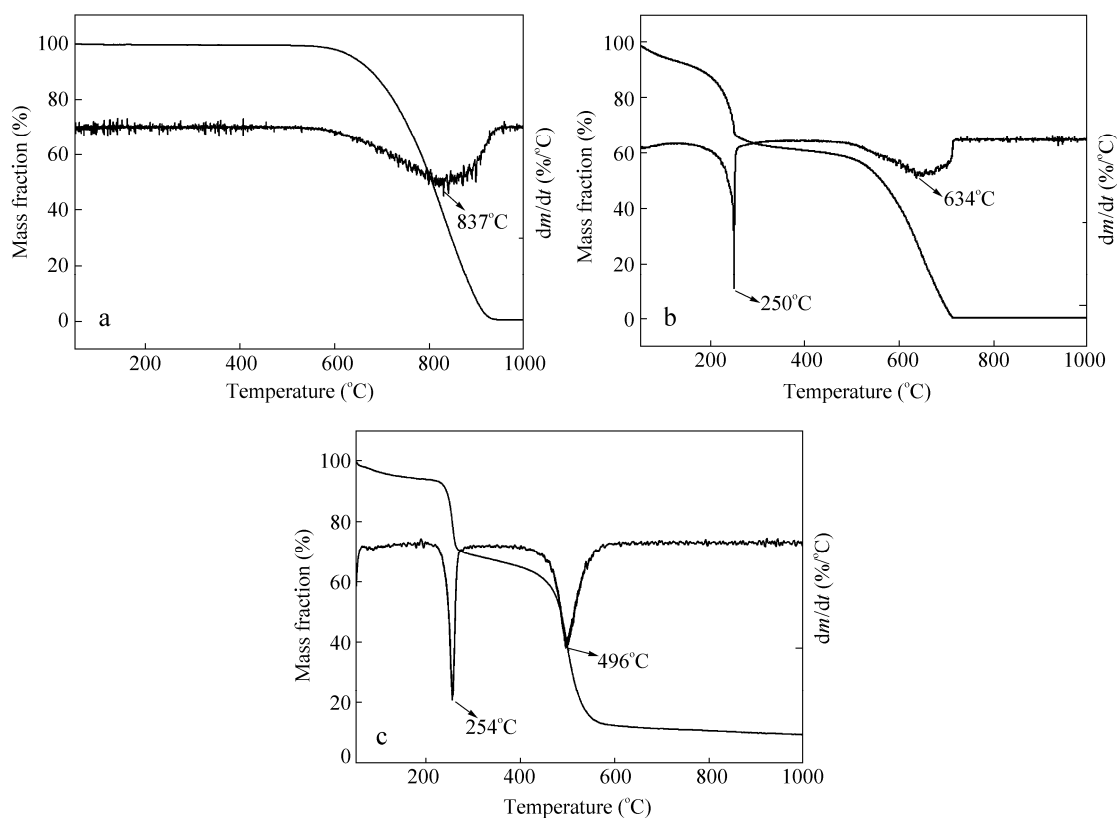 100
80
60
40
20
0
Mass fraction (%)
dm/dt (%/°C)
837°C
a
200 400 600 800 1000
Temperature (°C)
100
80
60
40
20
0
Mass fraction (%)
dm/dt (%/°C)
634°C
250°C
b
200 400 600 800 1000
Temperature (°C)
100
80
60
40
20
0
Mass fraction (%)
dm/dt (%/°C)
496°C
254°C
c
200 400 600 800 1000
Temperature (°C)